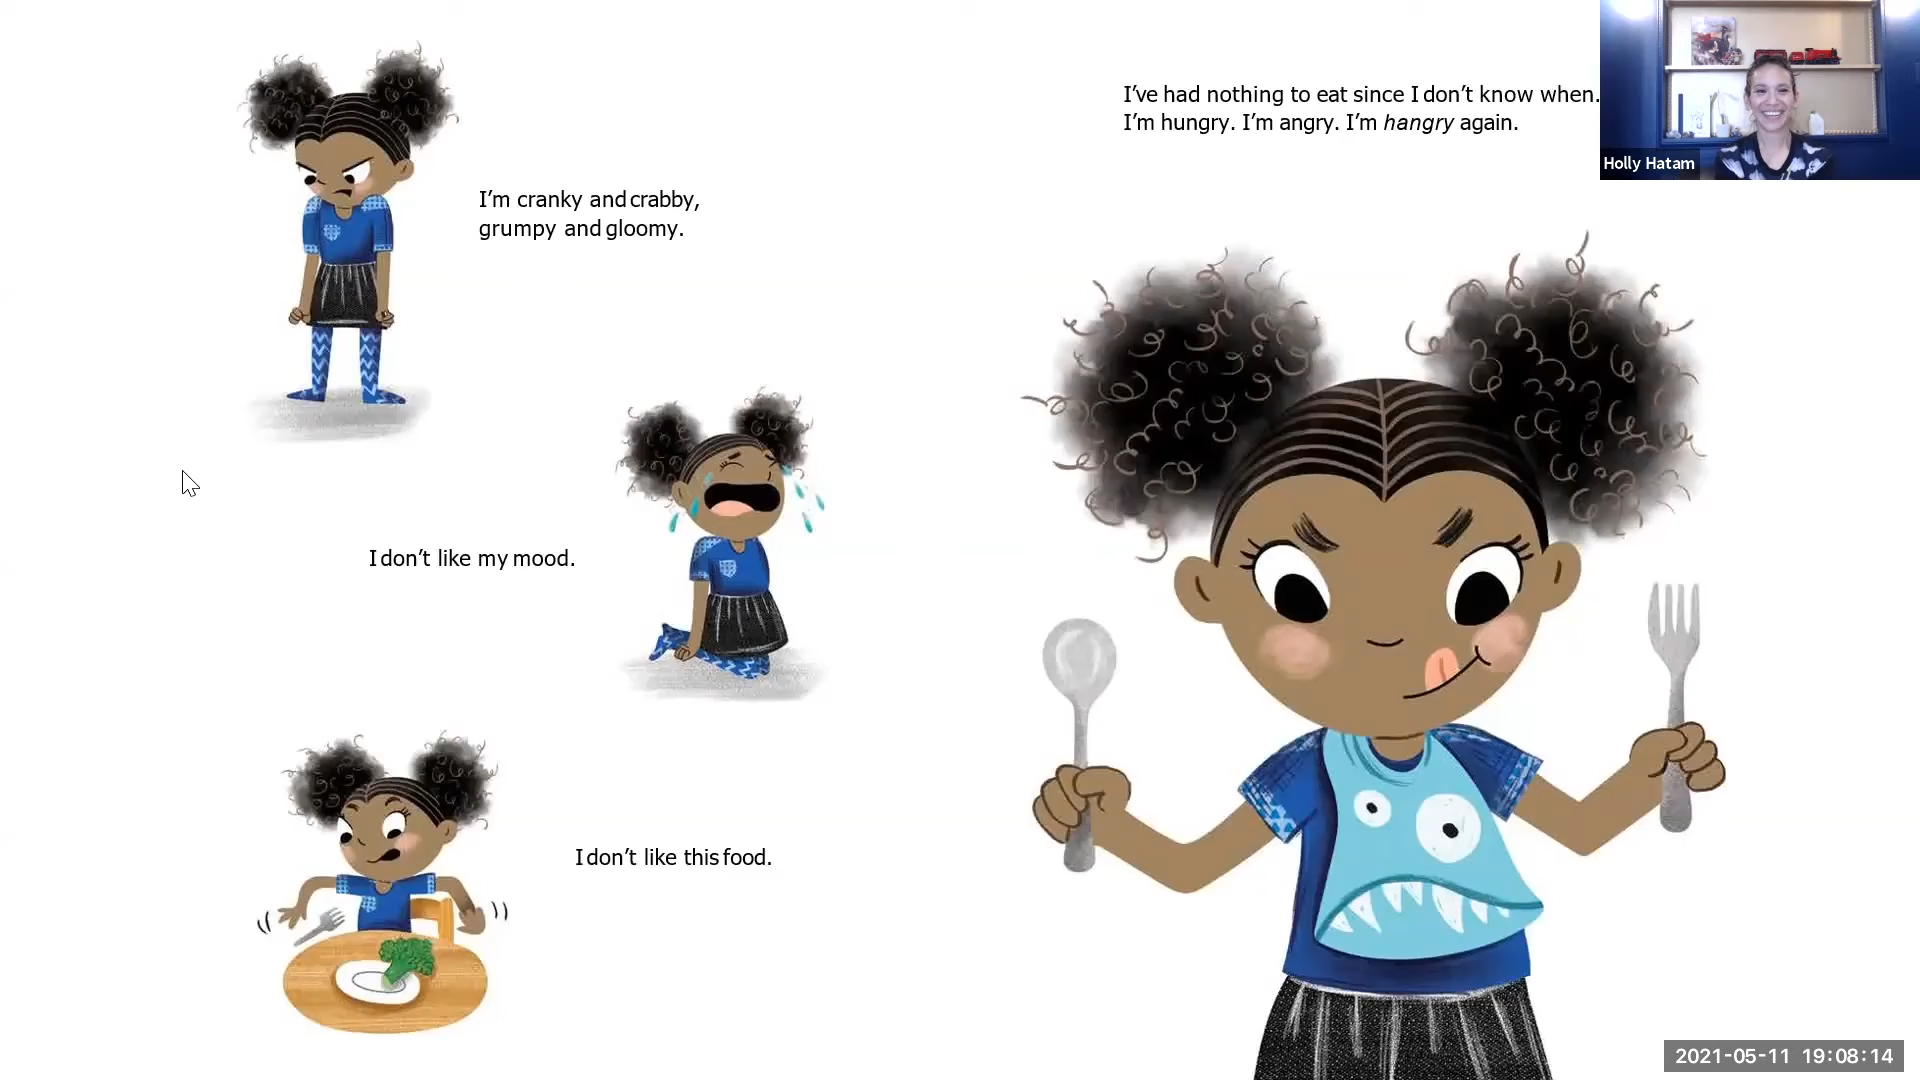 I'm cranky and crabby,
grumpy and gloomy.
I don't like my mood.
I don't like this food.
I've had nothing to eat since I don't know when.
I'm hungry. I'm angry. I'm hangry again.
Holly Hatam
2021-05-11 19:08:14